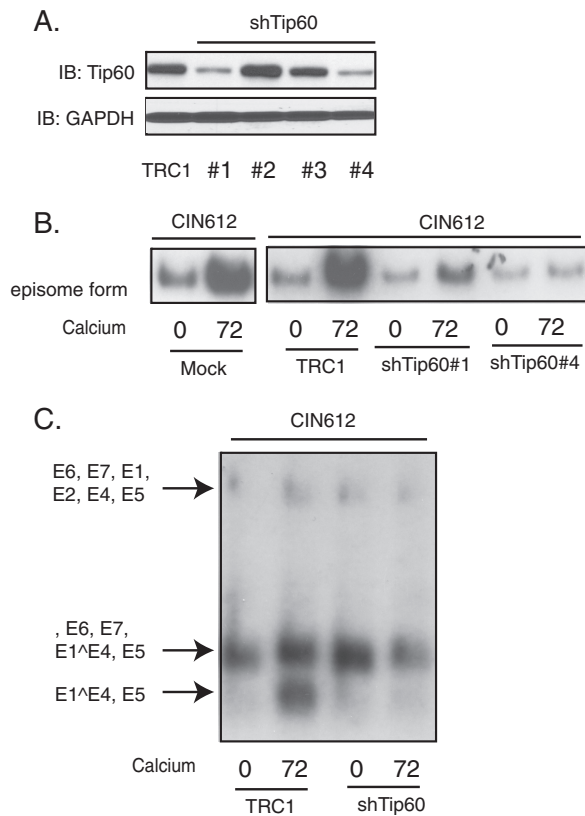 A.
shTip60
IB: Tip60
IB: GAPDH
TRC1 #1 #2 #3 #4
B.
CIN612 CIN612
episome form
Calcium 0 72 0 72 0 72 0 72
Mock TRC1 shTip60#1 shTip60#4
C.
CIN612
E6, E7, E1,
E2, E4, E5
, E6, E7,
E1^E4, E5
E1^E4, E5
Calcium 0 72 0 72
TRC1 shTip60